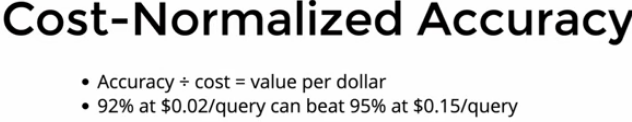 Cost-Normalized Accuracy
• Accuracy ÷ cost = value per dollar
• 92% at $0.02/query can beat 95% at $0.15/query